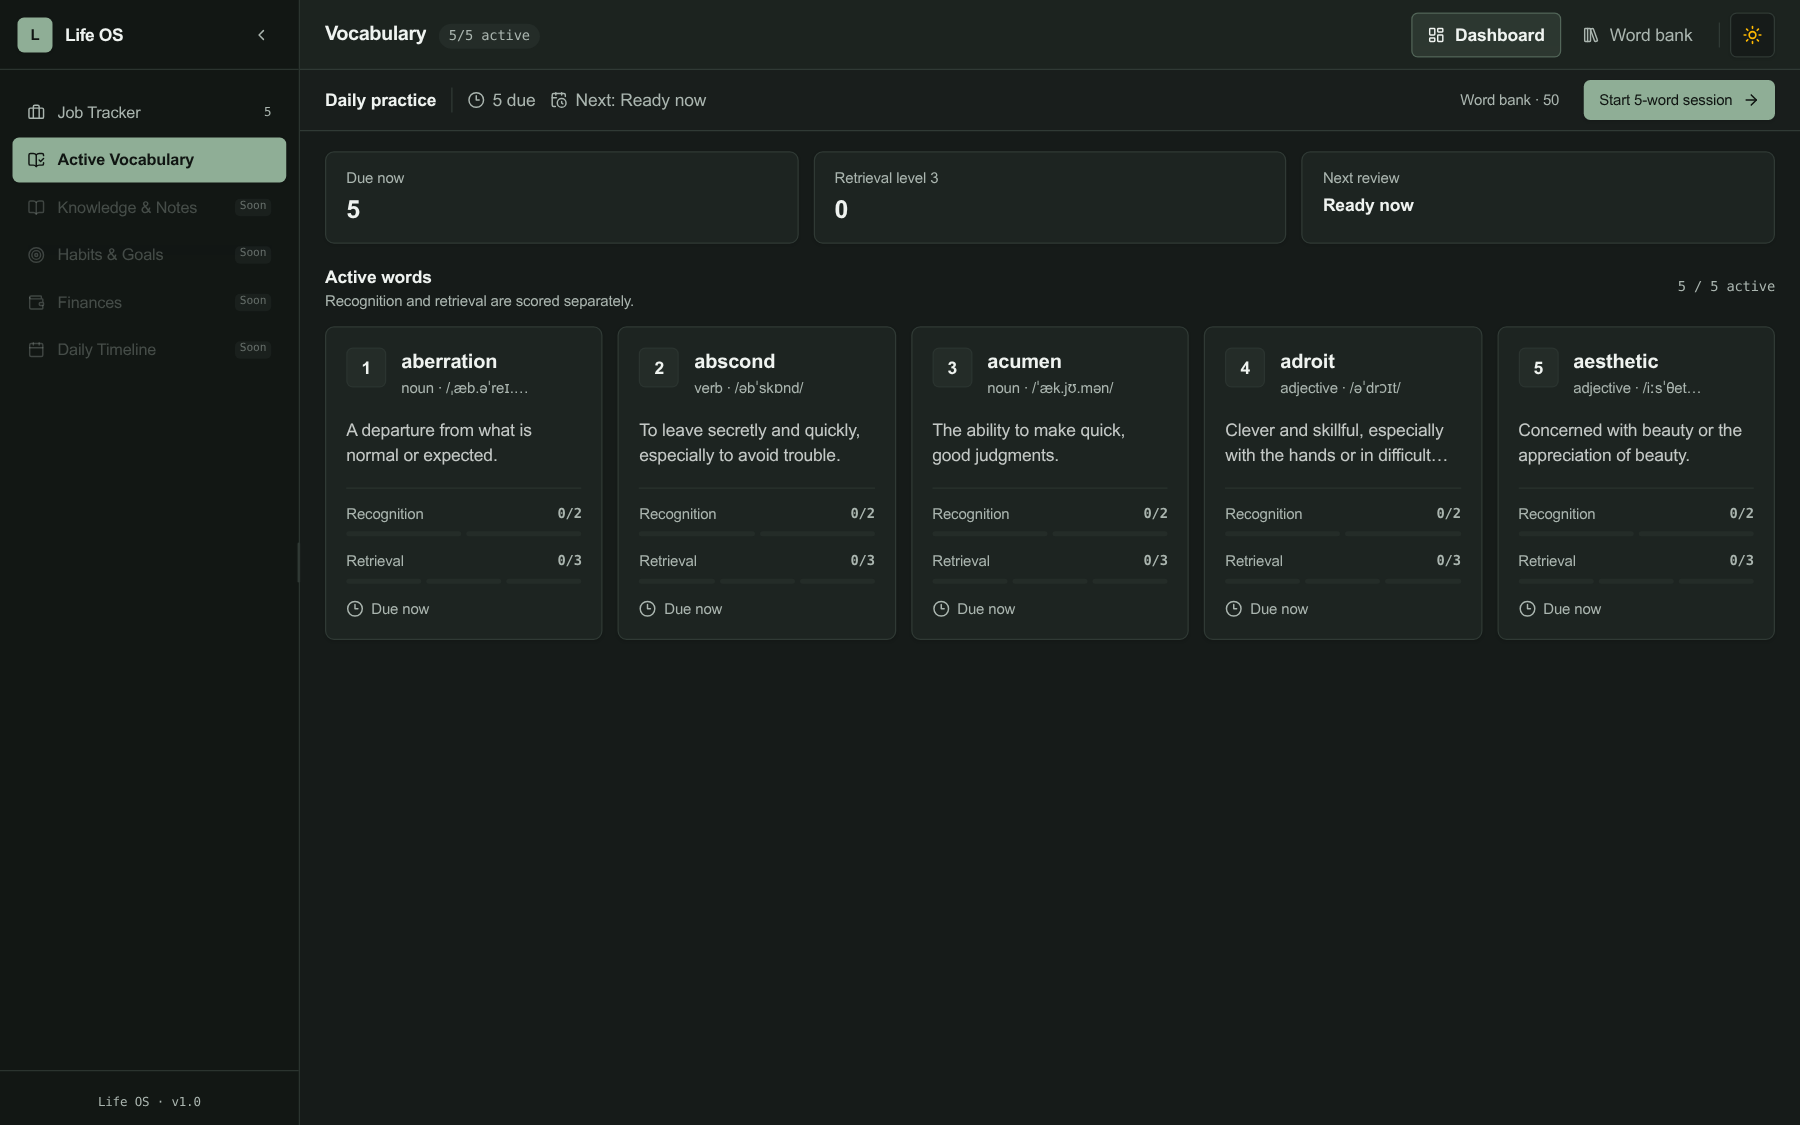 L Life OS
Job Tracker 5
Active Vocabulary
Knowledge & Notes Soon
Habits & Goals Soon
Finances Soon
Daily Timeline Soon
Life OS · v1.0
Vocabulary 5/5 active
Dashboard
Word bank
Daily practice 5 due Next: Ready now
Word bank · 50
Start 5-word session
Due now
5
Retrieval level 3
0
Next review
Ready now
Active words
Recognition and retrieval are scored separately.
5 / 5 active
1 aberration
noun · /ˌæb.əˈreɪ.…
A departure from what is
normal or expected.
Recognition 0/2
Retrieval 0/3
Due now
2 abscond
verb · /əbˈskɒnd/
To leave secretly and quickly,
especially to avoid trouble.
Recognition 0/2
Retrieval 0/3
Due now
3 acumen
noun · /ˈæk.jʊ.mən/
The ability to make quick,
good judgments.
Recognition 0/2
Retrieval 0/3
Due now
4 adroit
adjective · /əˈdrɔɪt/
Clever and skillful, especially
with the hands or in difficult…
Recognition 0/2
Retrieval 0/3
Due now
5 aesthetic
adjective · /iːsˈθet…
Concerned with beauty or the
appreciation of beauty.
Recognition 0/2
Retrieval 0/3
Due now